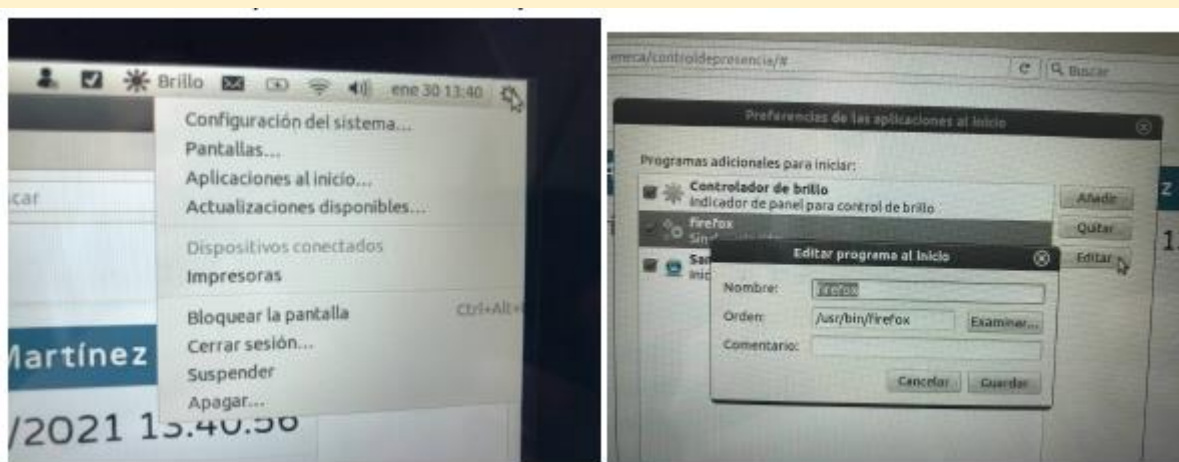 Brillo
ene 30 13:40
Configuración del sistema...
Pantallas...
Aplicaciones al inicio...
Actualizaciones disponibles...
Dispositivos conectados
Impresoras
Bloquear la pantalla
Ctrl+Alt+
Cerrar sesión...
Suspender
Apagar...
car
Martínez
/2021 13:40:56
eneca/controldepresencia/#
Buscar
Preferencias de las aplicaciones al inicio
Programas adicionales para iniciar:
Controlador de brillo
Indicador de panel para control de brillo
Añadir
firefox
Quitar
Editar
Editar programa al inicio
Nombre:
firefox
Orden:
/usr/bin/firefox
Examinar...
Comentario:
Cancelar
Guardar